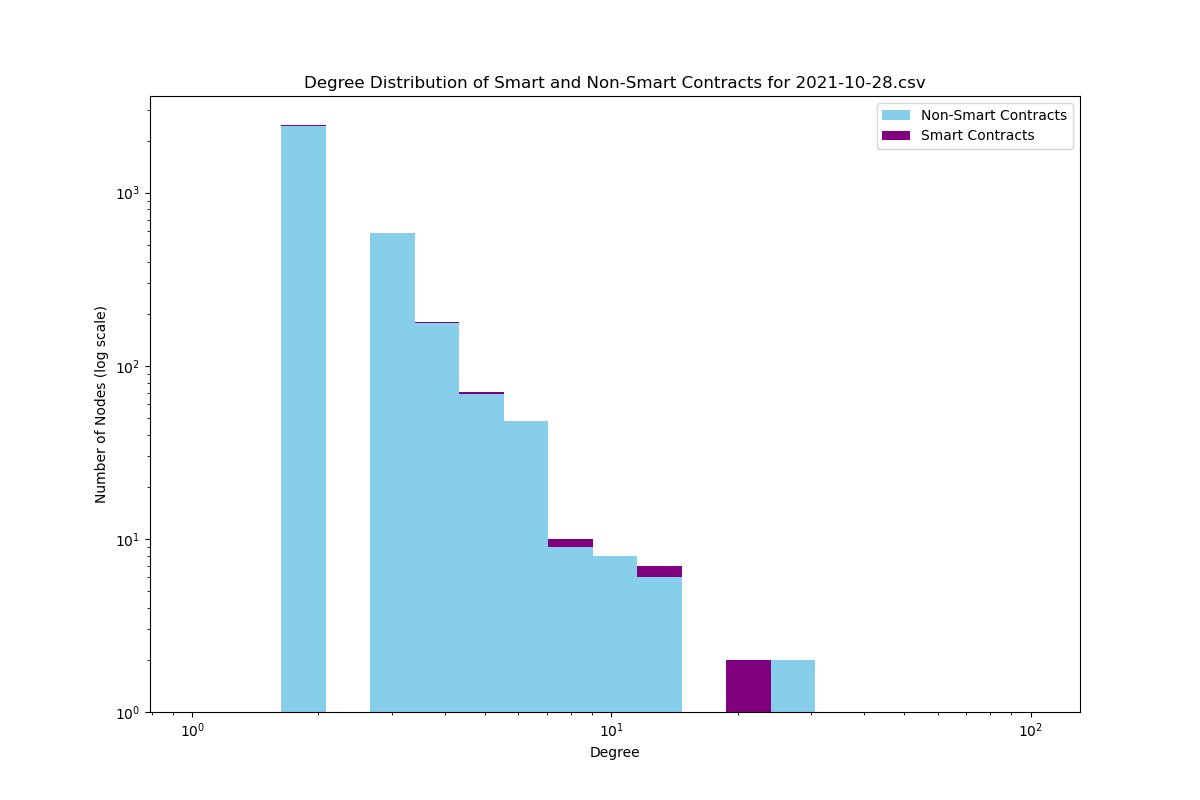 Degree Distribution of Smart and Non-Smart Contracts for 2021-10-28.csv
Non-Smart Contracts
Smart Contracts
Number of Nodes (log scale)
10³
10²
10¹
10⁰
10⁰ 10¹ 10²
Degree